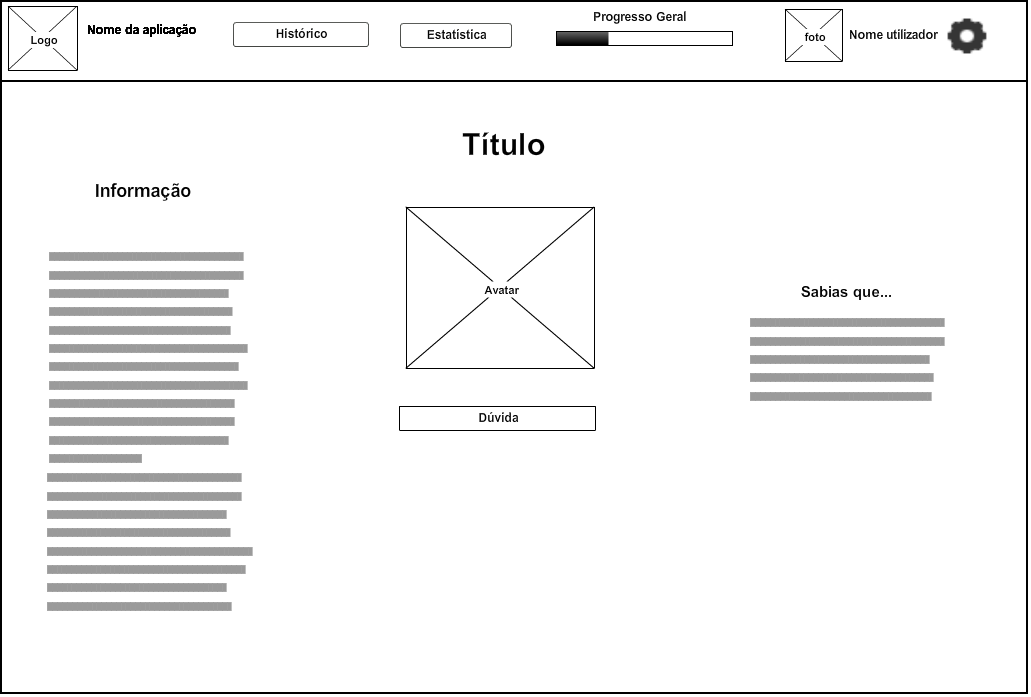 Logo
Nome da aplicação
Histórico
Estatística
Progresso Geral
foto
Nome utilizador
Título
Informação
Avatar
Sabias que...
Dúvida